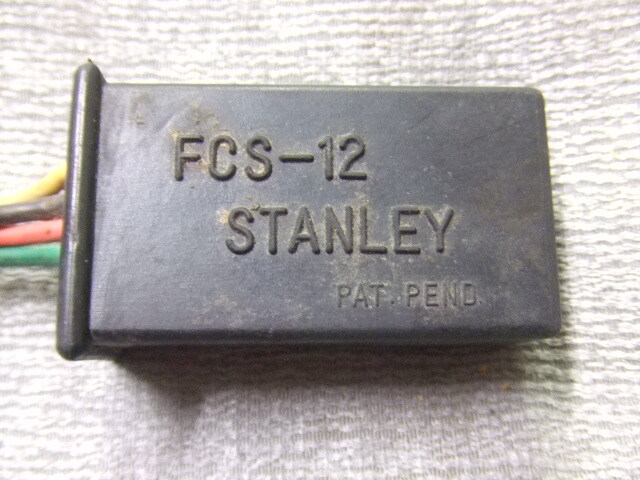 FCS-12
STANLEY
PAT. PEND.